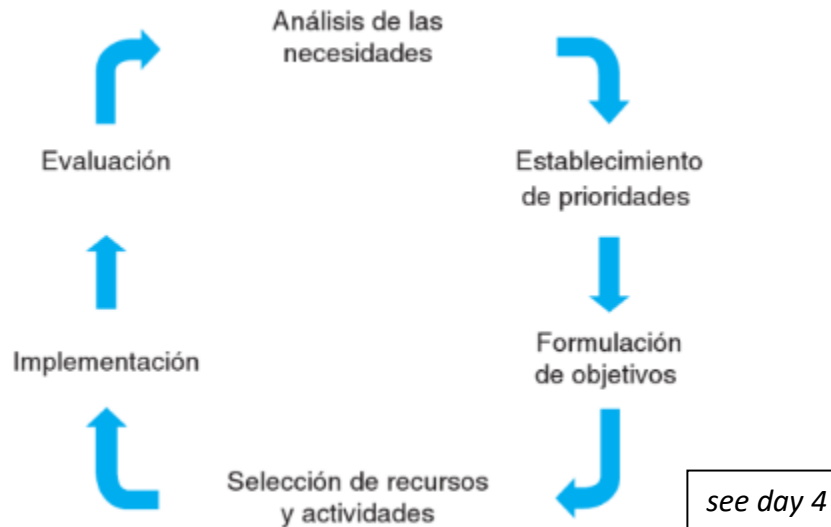 Análisis de las
necesidades
Establecimiento
de prioridades
Formulación
de objetivos
Selección de recursos
y actividades
Implementación
Evaluación
see day 4